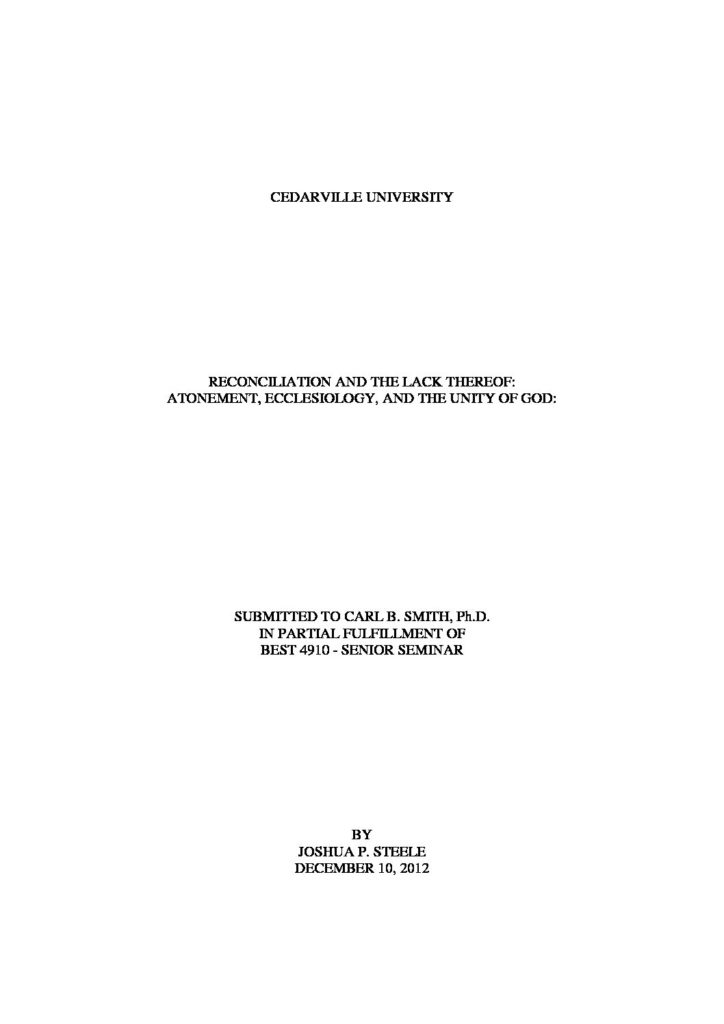 CEDARVILLE UNIVERSITY
RECONCILIATION AND THE LACK THEREOF:
ATONEMENT, ECCLESIOLOGY, AND THE UNITY OF GOD:
SUBMITTED TO CARL B. SMITH, Ph.D.
IN PARTIAL FULFILLMENT OF
BEST 4910 - SENIOR SEMINAR
BY
JOSHUA P. STEELE
DECEMBER 10, 2012